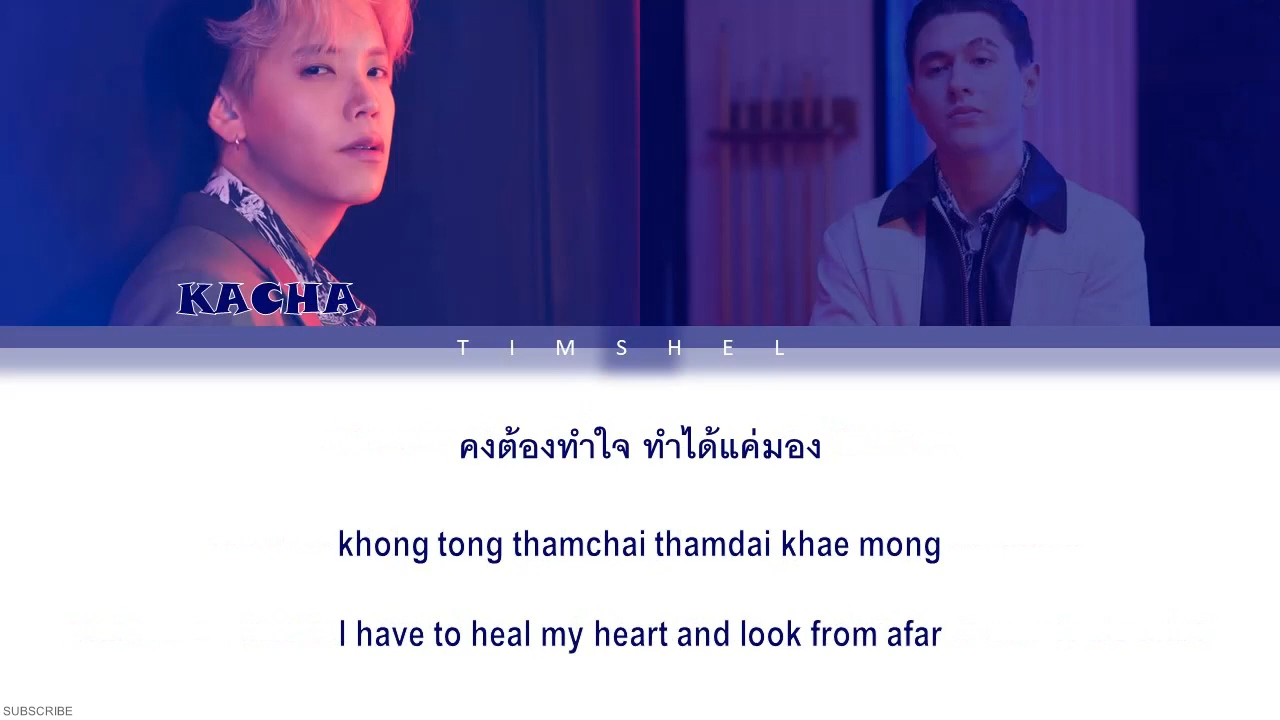 KACHA
TIMSHEL
คงต้องทำใจ ทำได้แค่มอง
khong tong thamchai thamdai khae mong
I have to heal my heart and look from afar
SUBSCRIBE